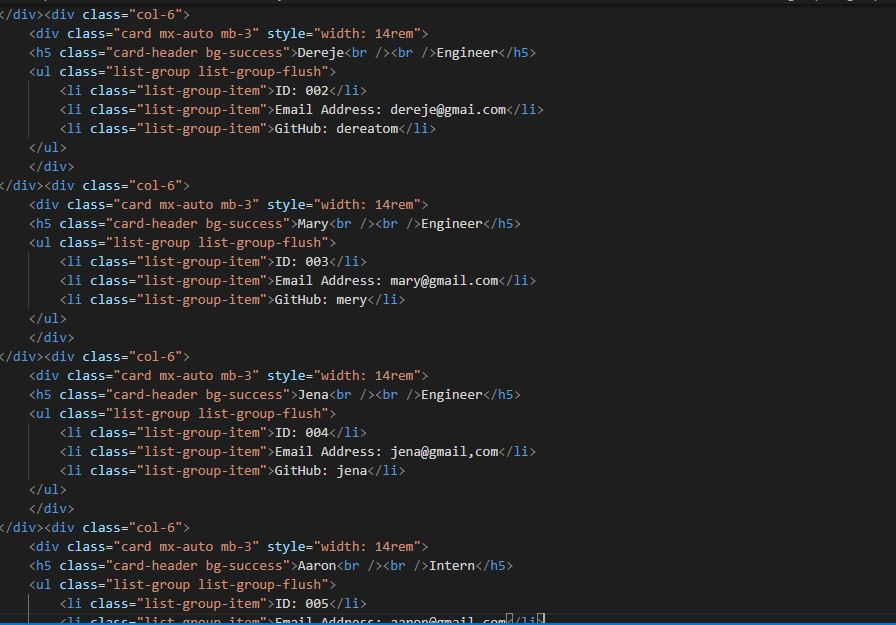 </div><div class="col-6">
<div class="card mx-auto mb-3" style="width: 14rem">
<h5 class="card-header bg-success">Dereje<br /><br />Engineer</h5>
<ul class="list-group list-group-flush">
<li class="list-group-item">ID: 002</li>
<li class="list-group-item">Email Address: dereje@gmai.com</li>
<li class="list-group-item">GitHub: dereatom</li>
</ul>
</div>
</div><div class="col-6">
<div class="card mx-auto mb-3" style="width: 14rem">
<h5 class="card-header bg-success">Mary<br /><br />Engineer</h5>
<ul class="list-group list-group-flush">
<li class="list-group-item">ID: 003</li>
<li class="list-group-item">Email Address: mary@gmail.com</li>
<li class="list-group-item">GitHub: mery</li>
</ul>
</div>
</div><div class="col-6">
<div class="card mx-auto mb-3" style="width: 14rem">
<h5 class="card-header bg-success">Jena<br /><br />Engineer</h5>
<ul class="list-group list-group-flush">
<li class="list-group-item">ID: 004</li>
<li class="list-group-item">Email Address: jena@gmail,com</li>
<li class="list-group-item">GitHub: jena</li>
</ul>
</div>
</div><div class="col-6">
<div class="card mx-auto mb-3" style="width: 14rem">
<h5 class="card-header bg-success">Aaron<br /><br />Intern</h5>
<ul class="list-group list-group-flush">
<li class="list-group-item">ID: 005</li>
<li class="list-group-item">Email Address: aaron@gmail.com</li>